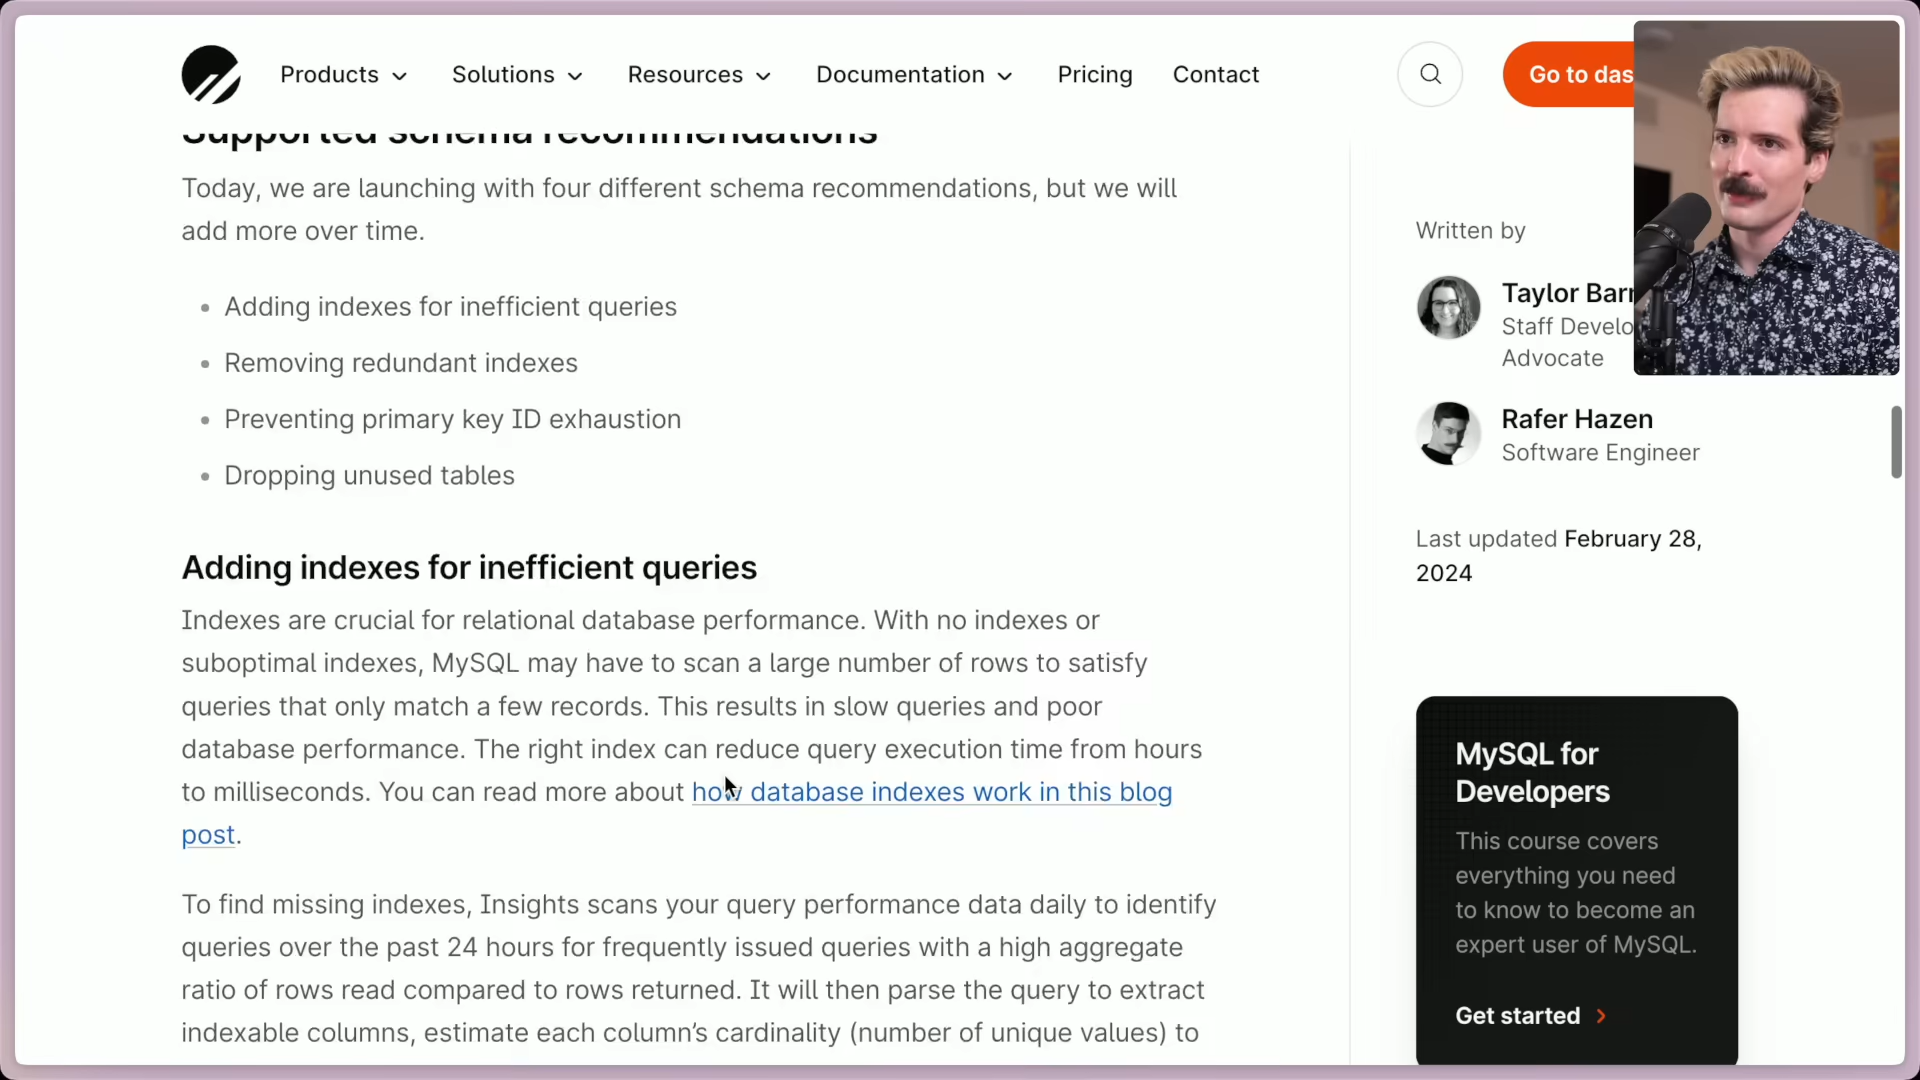 Products
Solutions
Resources
Documentation
Pricing
Contact
Go to das
Supported schema recommendations
Today, we are launching with four different schema recommendations, but we will
add more over time.
• Adding indexes for inefficient queries
• Removing redundant indexes
• Preventing primary key ID exhaustion
• Dropping unused tables
Adding indexes for inefficient queries
Indexes are crucial for relational database performance. With no indexes or
suboptimal indexes, MySQL may have to scan a large number of rows to satisfy
queries that only match a few records. This results in slow queries and poor
database performance. The right index can reduce query execution time from hours
to milliseconds. You can read more about how database indexes work in this blog
post.
To find missing indexes, Insights scans your query performance data daily to identify
queries over the past 24 hours for frequently issued queries with a high aggregate
ratio of rows read compared to rows returned. It will then parse the query to extract
indexable columns, estimate each column’s cardinality (number of unique values) to
Written by
Taylor Barn
Staff Develo
Advocate
Rafer Hazen
Software Engineer
Last updated February 28,
2024
MySQL for
Developers
This course covers
everything you need
to know to become an
expert user of MySQL.
Get started